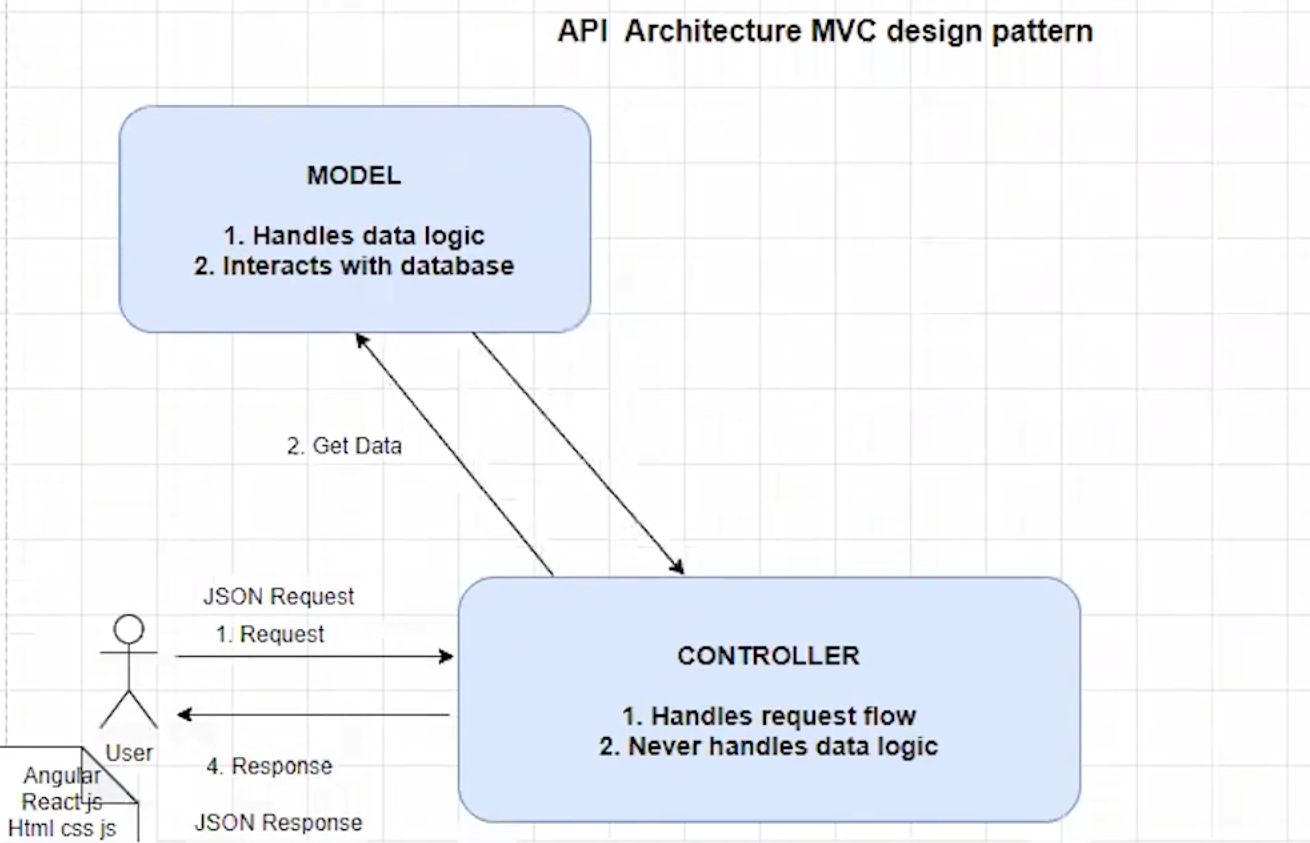 API Architecture MVC design pattern
MODEL
1. Handles data logic
2. Interacts with database
2. Get Data
JSON Request
1. Request
CONTROLLER
1. Handles request flow
2. Never handles data logic
User
4. Response
JSON Response
Angular
React js
Html css js